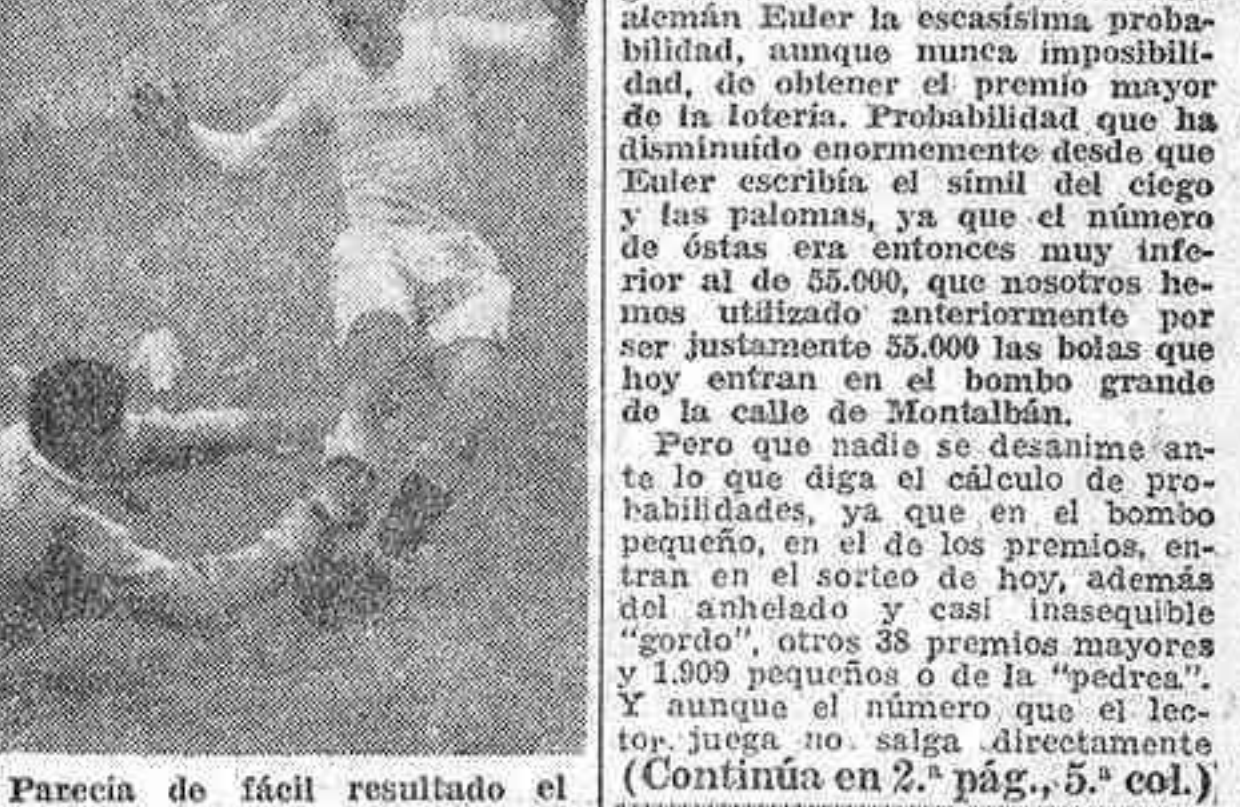 alemán Euler la escasísima proba-
bilidad, aunque nunca imposibili-
dad, de obtener el premio mayor
de la lotería. Probabilidad que ha
disminuído enormemente desde que
Euler escribía el símil del ciego
y las palomas, ya que el número
de éstas era entonces muy infe-
rior al de 55.000, que nosotros he-
mos utilizado anteriormente por
ser justamente 55.000 las bolas que
hoy entran en el bombo grande
de la calle de Montalbán.
Pero que nadie se desanime an-
te lo que diga el cálculo de pro-
babilidades, ya que en el bombo
pequeño, en el de los premios, en-
tran en el sorteo de hoy, además
del anhelado y casi inasequible
"gordo", otros 38 premios mayores
y 1.909 pequeños o de la "pedrea".
Y aunque el número que el lec-
tor juega no salga directamente
(Continúa en 2.ª pág., 5.ª col.)
Parecía de fácil resultado el